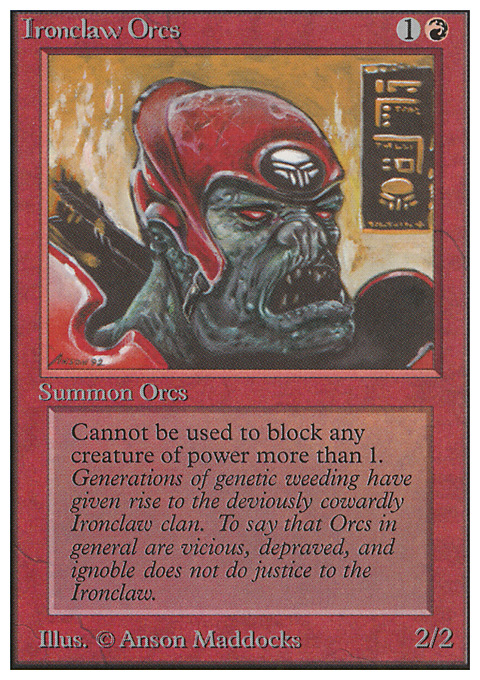 Ironclaw Orcs 1
Anson 92
Summon Orcs
Cannot be used to block any
creature of power more than 1.
Generations of genetic weeding have
given rise to the deviously cowardly
Ironclaw clan. To say that Orcs in
general are vicious, depraved, and
ignoble does not do justice to the
Ironclaw.
Illus. © Anson Maddocks 2/2